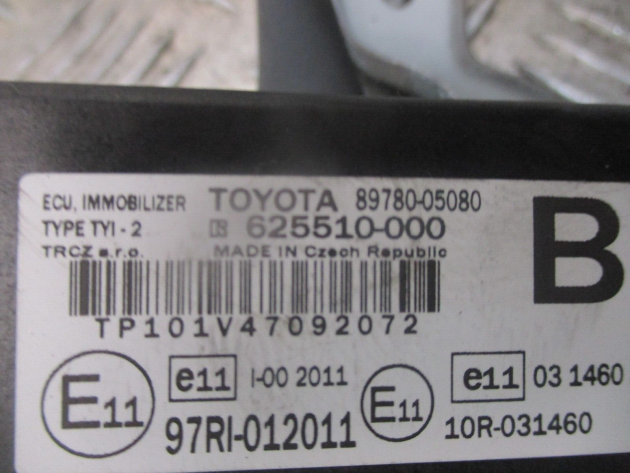 ECU, IMMOBILIZER TOYOTA 89780-05080
TYPE TYI - 2 625510-000
TRCZ s.r.o. MADE IN Czech Republic
B
TP101V47092072
E11 e11 I-00 2011 E11 e11 03 1460
97RI-012011 10R-031460